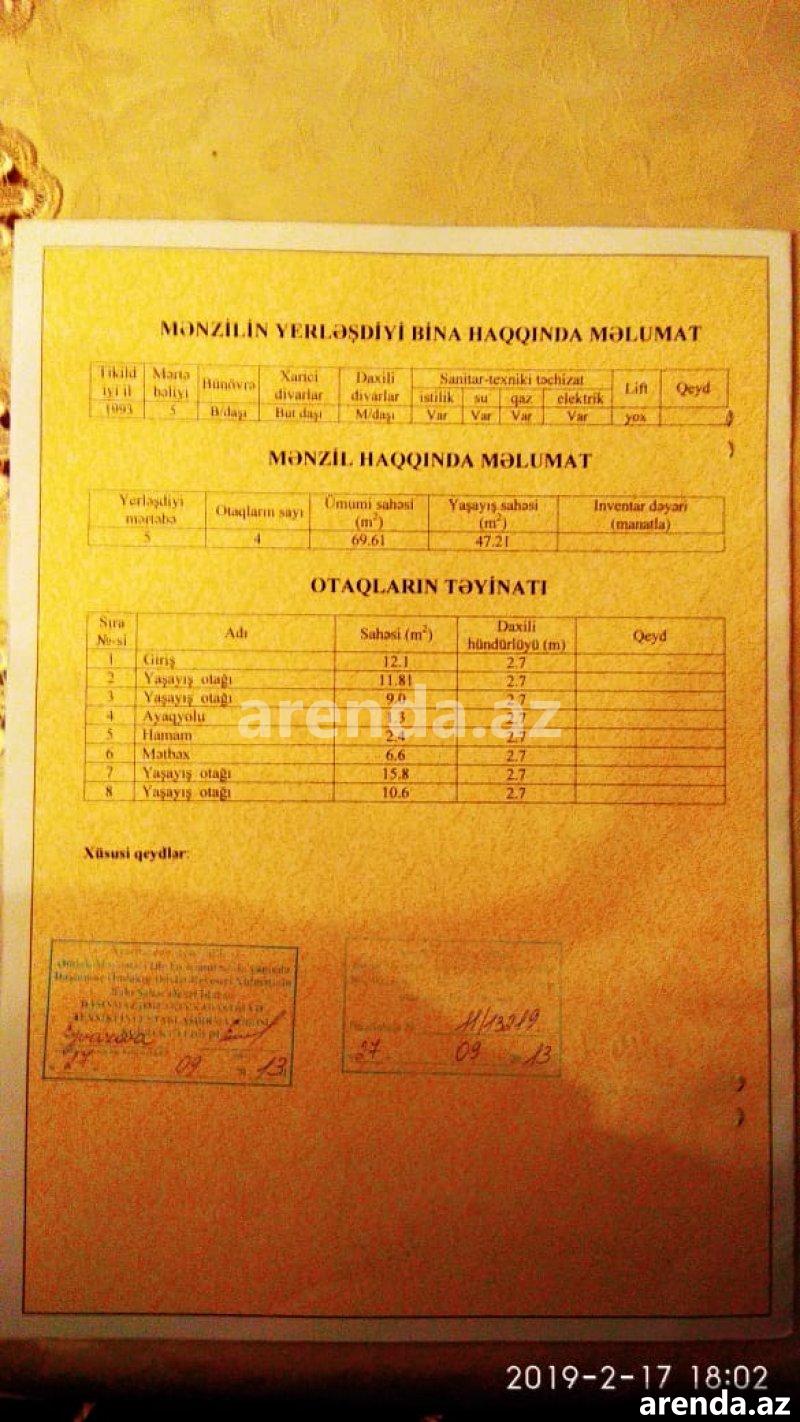 MƏNZİLİN YERLƏŞDİYİ BİNA HAQQINDA MƏLUMAT
Tikild iyi il Mərtə bəliyi Bünövrə Xarici divarlar Daxili divarlar Sanitar-texniki təchizat Lift Qeyd
istilik su qaz elektrik
1993 5 B/daşı But daşı M/daşı Var Var Var Var yox
MƏNZİL HAQQINDA MƏLUMAT
Yerləşdiyi mərtəbə Otaqların sayı Ümumi sahəsi (m²) Yaşayış sahəsi (m²) İnventar dəyəri (manatla)
5 4 69.61 47.21
OTAQLARIN TƏYİNATI
Sıra №-si Adı Sahəsi (m²) Daxili hündürlüyü (m) Qeyd
1 Giriş 12.1 2.7
2 Yaşayış otağı 11.81 2.7
3 Yaşayış otağı 9.0 2.7
4 Ayaqyolu 2.7
5 Hamam 2.4 2.7
6 Mətbəx 6.6 2.7
7 Yaşayış otağı 15.8 2.7
8 Yaşayış otağı 10.6 2.7
arenda.az
Xüsusi qeydlər:
27 09 13
11/13219
27 09 13
2019-2-17 18:02
arenda.az